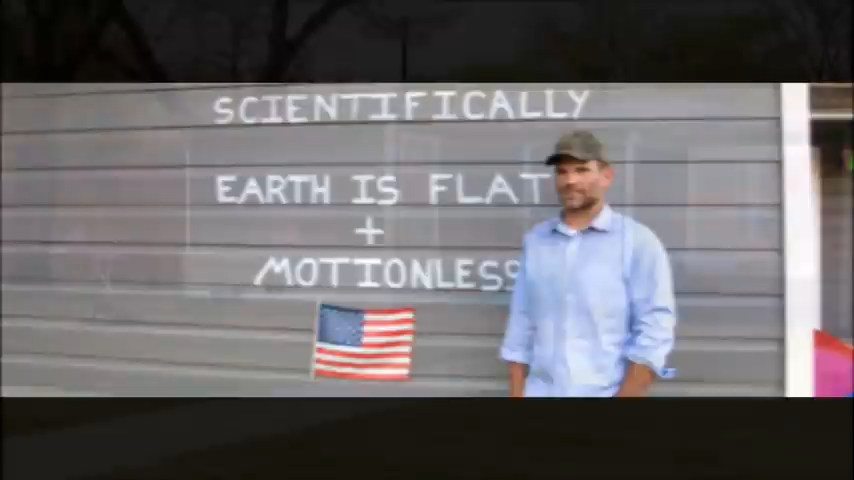 SCIENTIFICALLY
EARTH IS FLAT
+
MOTIONLESS